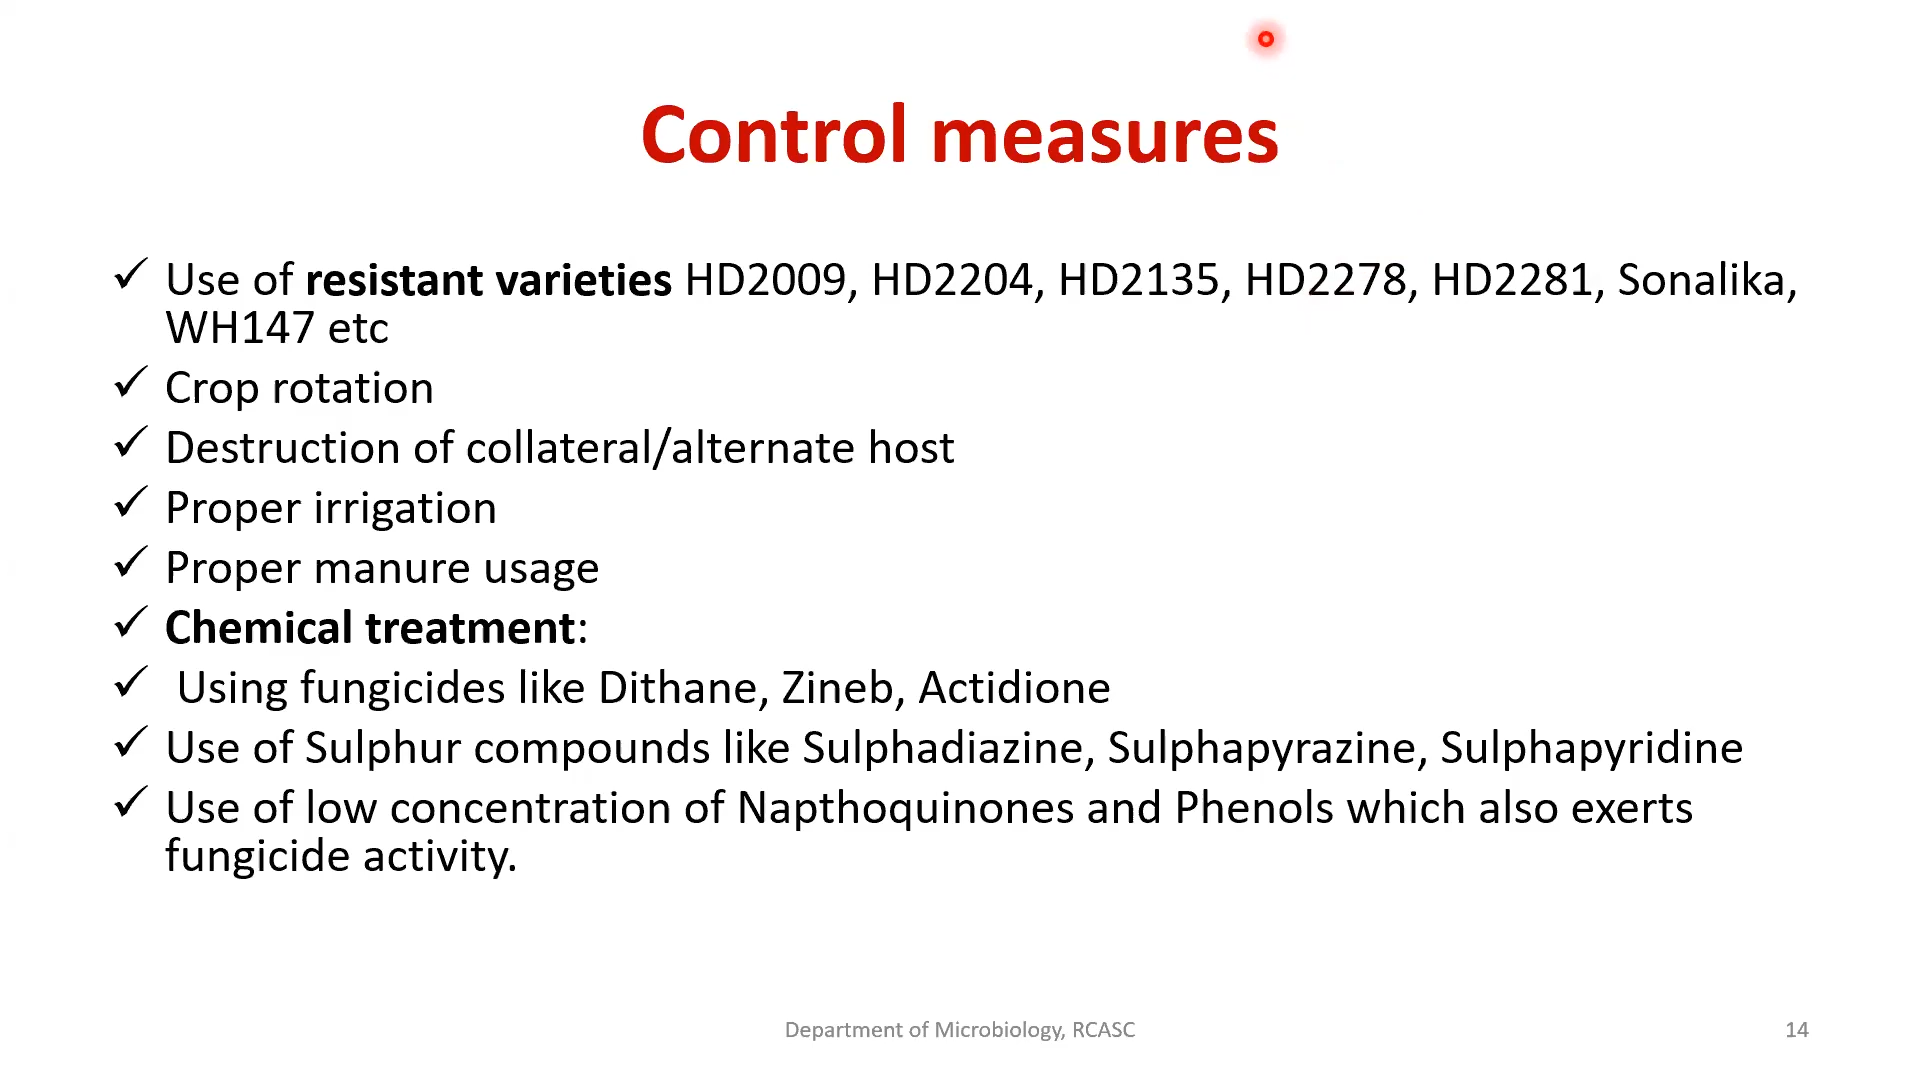 Control measures
✓ Use of resistant varieties HD2009, HD2204, HD2135, HD2278, HD2281, Sonalika,
WH147 etc
✓ Crop rotation
✓ Destruction of collateral/alternate host
✓ Proper irrigation
✓ Proper manure usage
✓ Chemical treatment:
✓ Using fungicides like Dithane, Zineb, Actidione
✓ Use of Sulphur compounds like Sulphadiazine, Sulphapyrazine, Sulphapyridine
✓ Use of low concentration of Napthoquinones and Phenols which also exerts
fungicide activity.
Department of Microbiology, RCASC
14